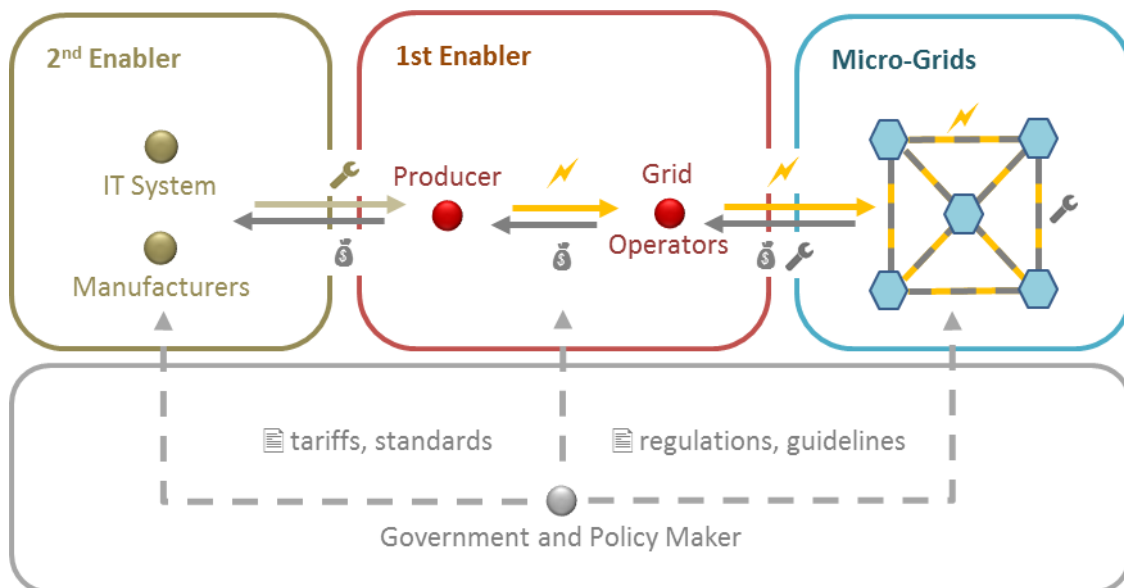 2nd Enabler
1st Enabler
Micro-Grids
IT System
Manufacturers
Producer
Grid
Operators
$
$
$
tariffs, standards
regulations, guidelines
Government and Policy Maker